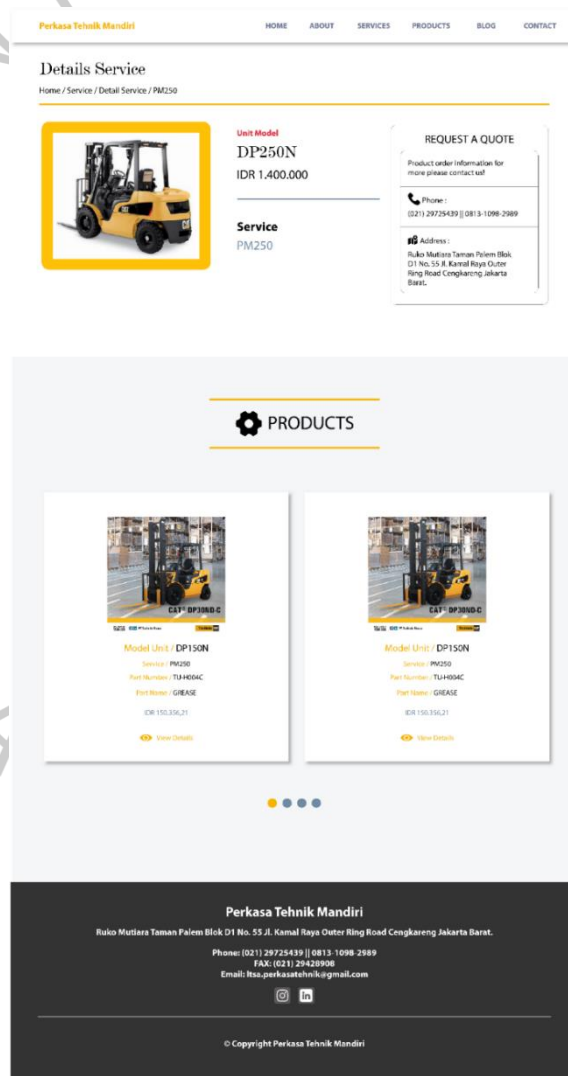 Perkasa Tehnik Mandiri
HOME ABOUT SERVICES PRODUCTS BLOG CONTACT
Details Service
Home / Service / Detail Service / PM250
Unit Model
DP250N
IDR 1.400.000
Service
PM250
REQUEST A QUOTE
Product order Information for
more please contact us!
Phone :
(021) 29725439 || 0813-1098-2989
Address :
Ruko Mutiara Taman Palem Blok
D1 No. 55 Jl. Kamal Raya Outer
Ring Road Cengkareng Jakarta
Barat.
PRODUCTS
CAT® DP30ND-C
Model Unit / DP150N
Service / PM250
Part Number / TU-H004C
Part Name / GREASE
IDR 150.356,21
View Details
CAT® DP30ND-C
Model Unit / DP150N
Service / PM250
Part Number / TU-H004C
Part Name / GREASE
IDR 150.356,21
View Details
Perkasa Tehnik Mandiri
Ruko Mutiara Taman Palem Blok D1 No. 55 Jl. Kamal Raya Outer Ring Road Cengkareng Jakarta Barat.
Phone: (021) 29725439 || 0813-1098-2989
FAX: (021) 29428908
Email: ltsa.perkasatehnik@gmail.com
© Copyright Perkasa Tehnik Mandiri